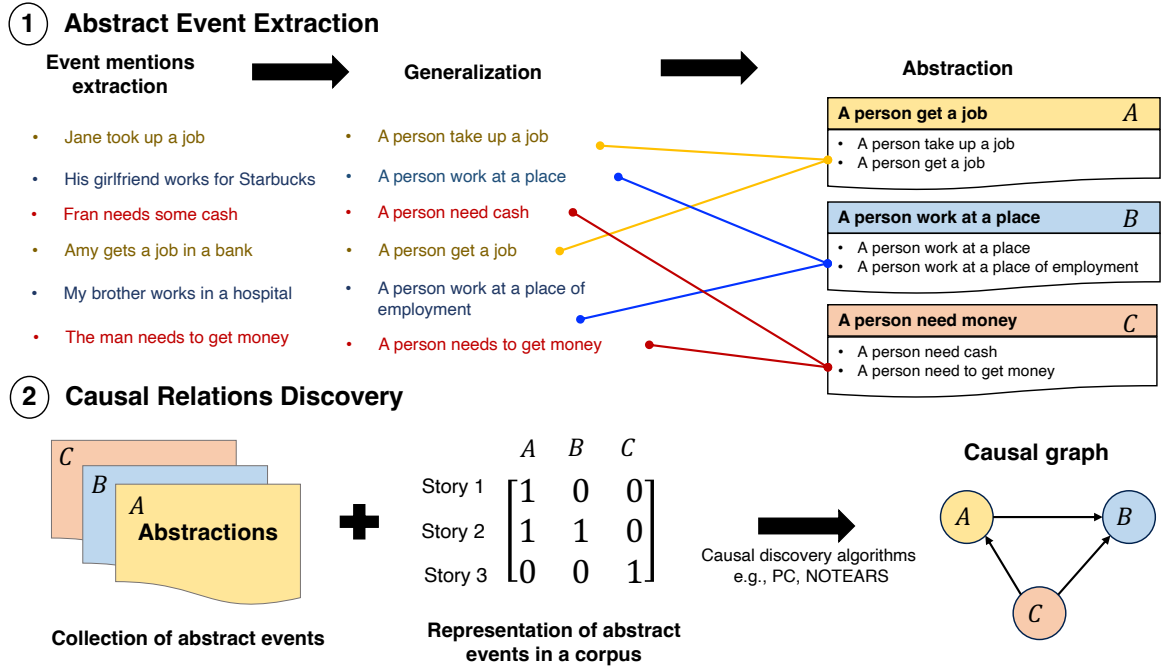 1 Abstract Event Extraction
Event mentions
extraction
Generalization
Abstraction
• Jane took up a job
• His girlfriend works for Starbucks
• Fran needs some cash
• Amy gets a job in a bank
• My brother works in a hospital
• The man needs to get money
• A person take up a job
• A person work at a place
• A person need cash
• A person get a job
• A person work at a place of
employment
• A person needs to get money
A person get a job A
• A person take up a job
• A person get a job
A person work at a place B
• A person work at a place
• A person work at a place of employment
A person need money C
• A person need cash
• A person need to get money
2 Causal Relations Discovery
C
B
A
Abstractions
Collection of abstract events
A B C
Story 1 1 0 0
Story 2 1 1 0
Story 3 0 0 1
Representation of abstract
events in a corpus
Causal discovery algorithms
e.g., PC, NOTEARS
Causal graph
A B
C